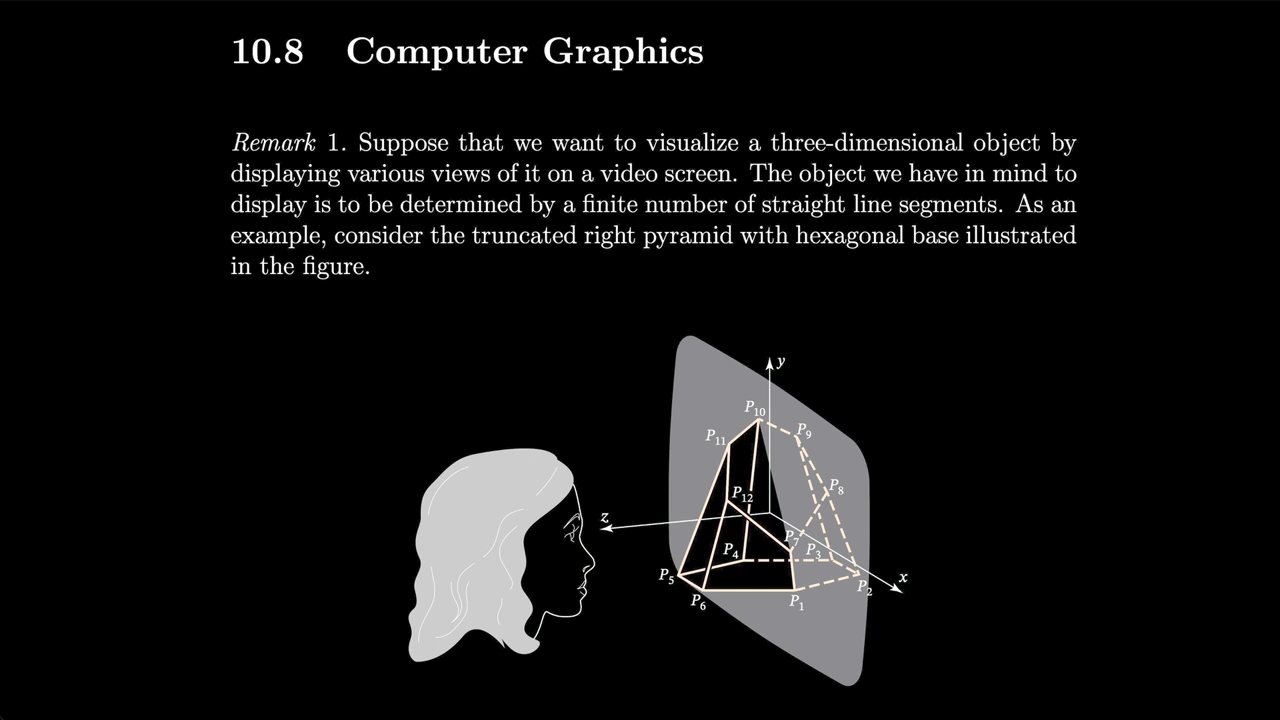 10.8 Computer Graphics
Remark 1. Suppose that we want to visualize a three-dimensional object by
displaying various views of it on a video screen. The object we have in mind to
display is to be determined by a finite number of straight line segments. As an
example, consider the truncated right pyramid with hexagonal base illustrated
in the figure.
y
P10
P9
P11
P8
P12
z
P7
P4
P3
P5
x
P2
P6
P1